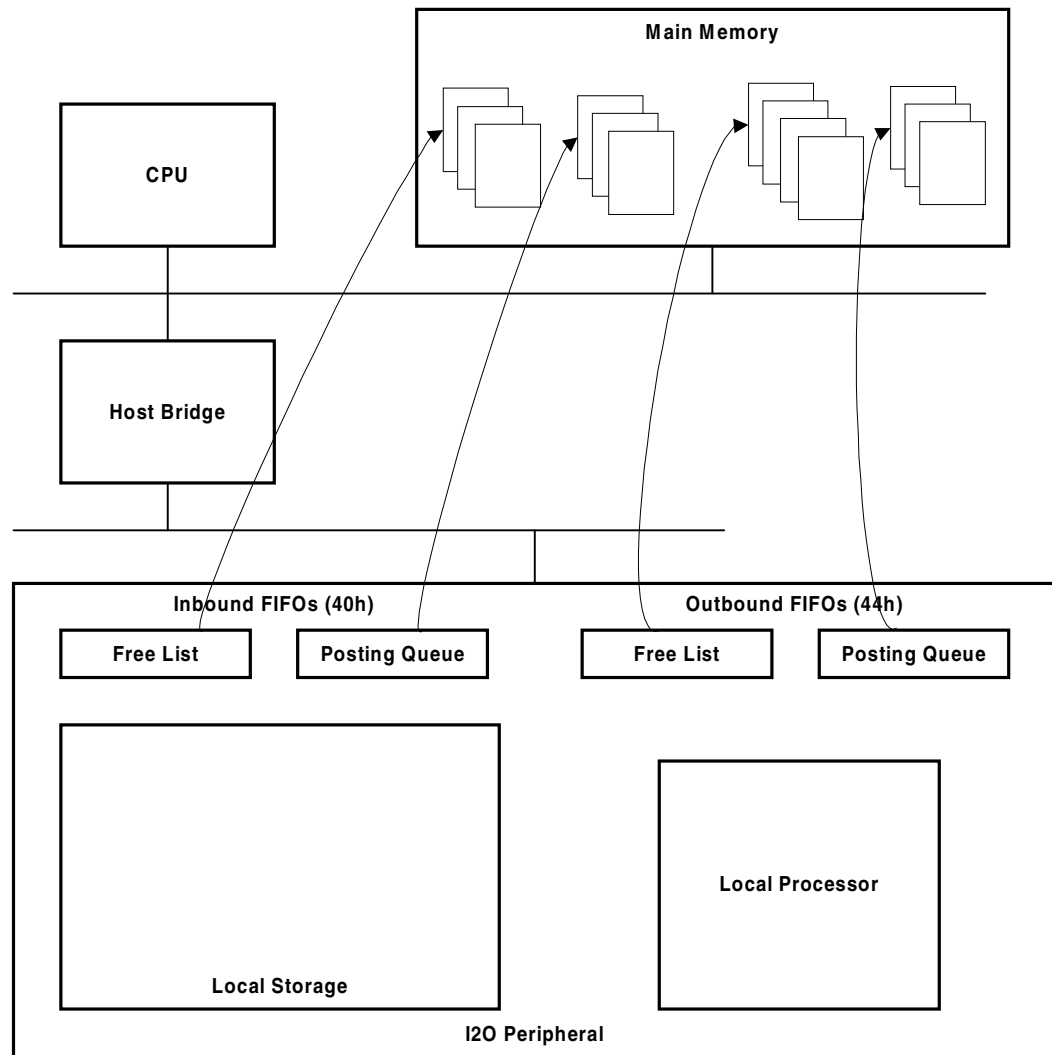 Main Memory
CPU
Host Bridge
Inbound FIFOs (40h)
Outbound FIFOs (44h)
Free List
Posting Queue
Free List
Posting Queue
Local Processor
Local Storage
I2O Peripheral